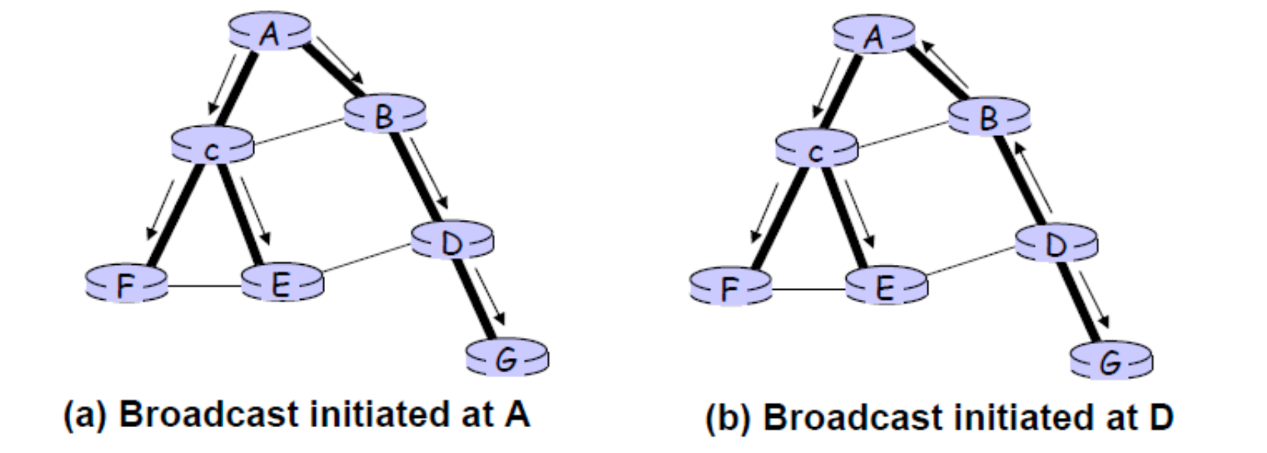 A
B
c
D
F
E
G
(a) Broadcast initiated at A
A
B
c
D
F
E
G
(b) Broadcast initiated at D